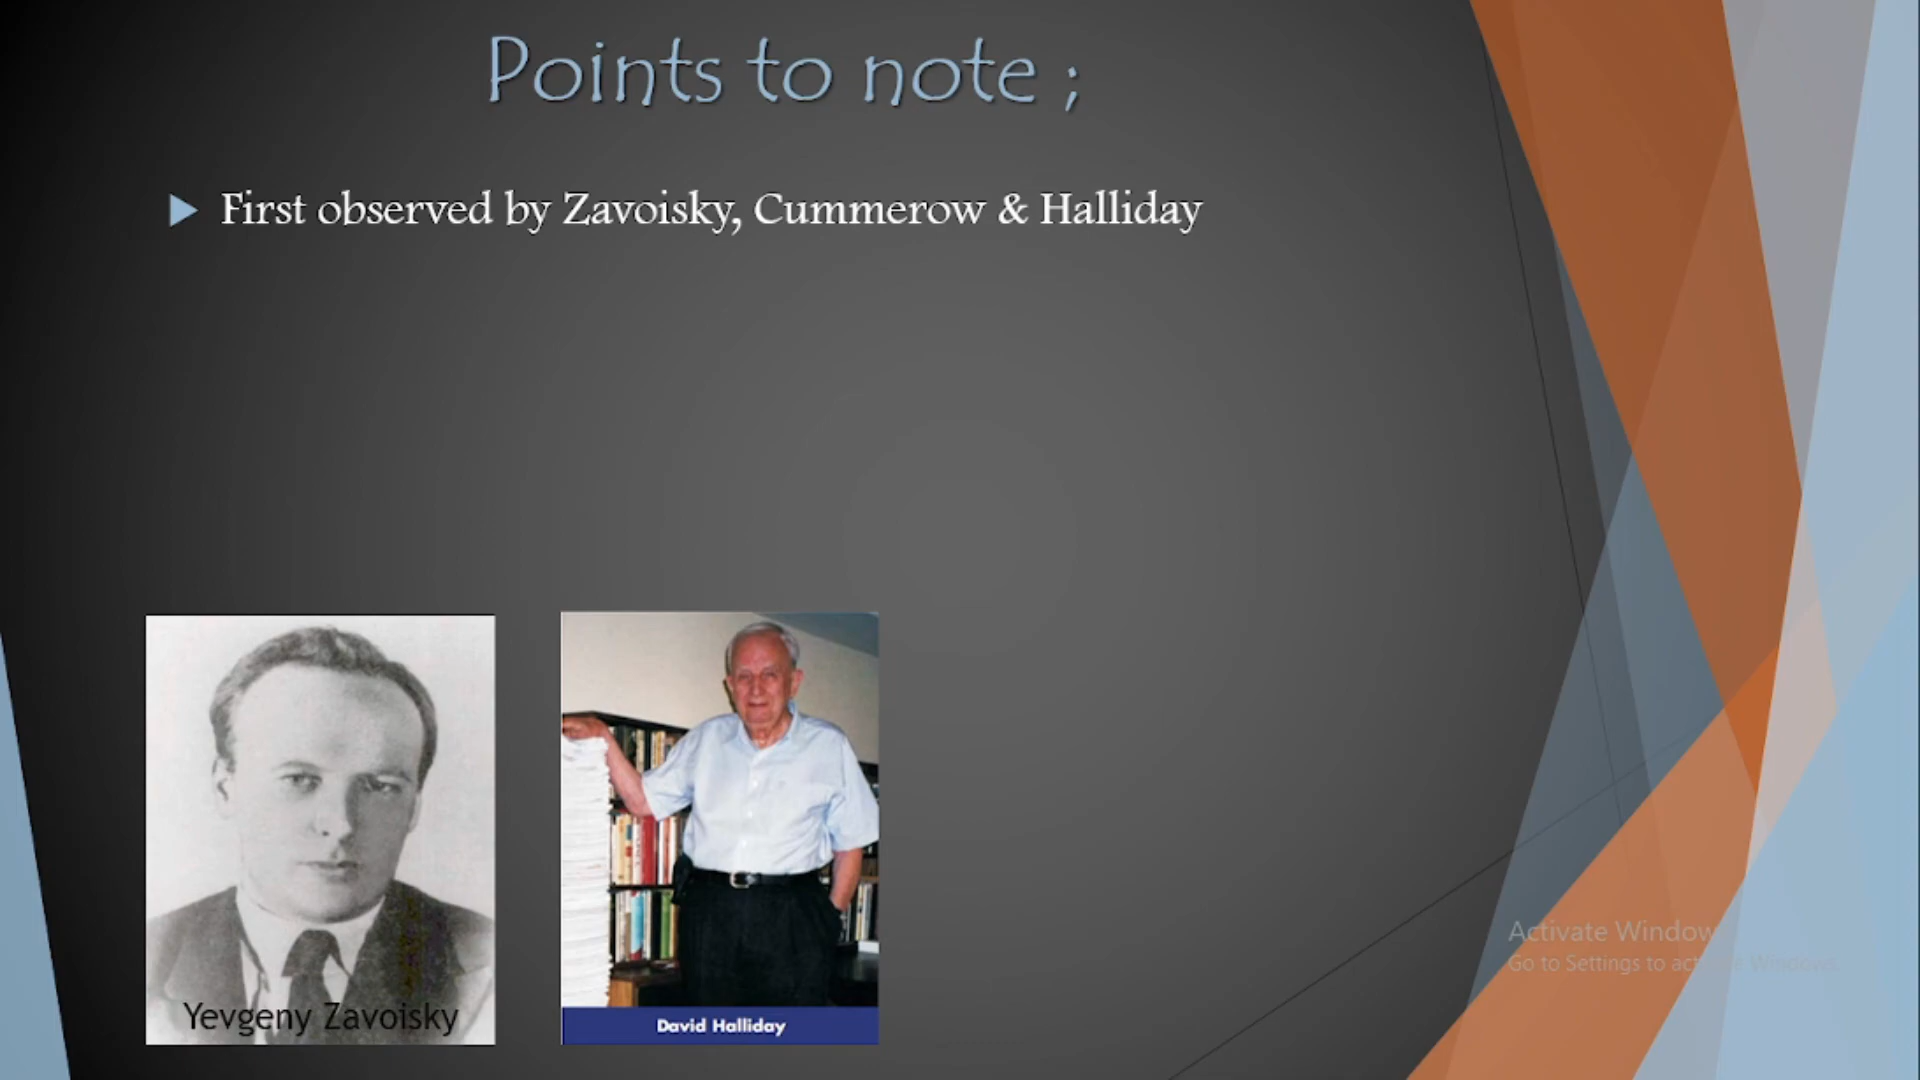 Points to note ;
First observed by Zavoisky, Cummerow & Halliday
Yevgeny Zavoisky
David Halliday
Activate Window
Go to Settings to act e Windows.